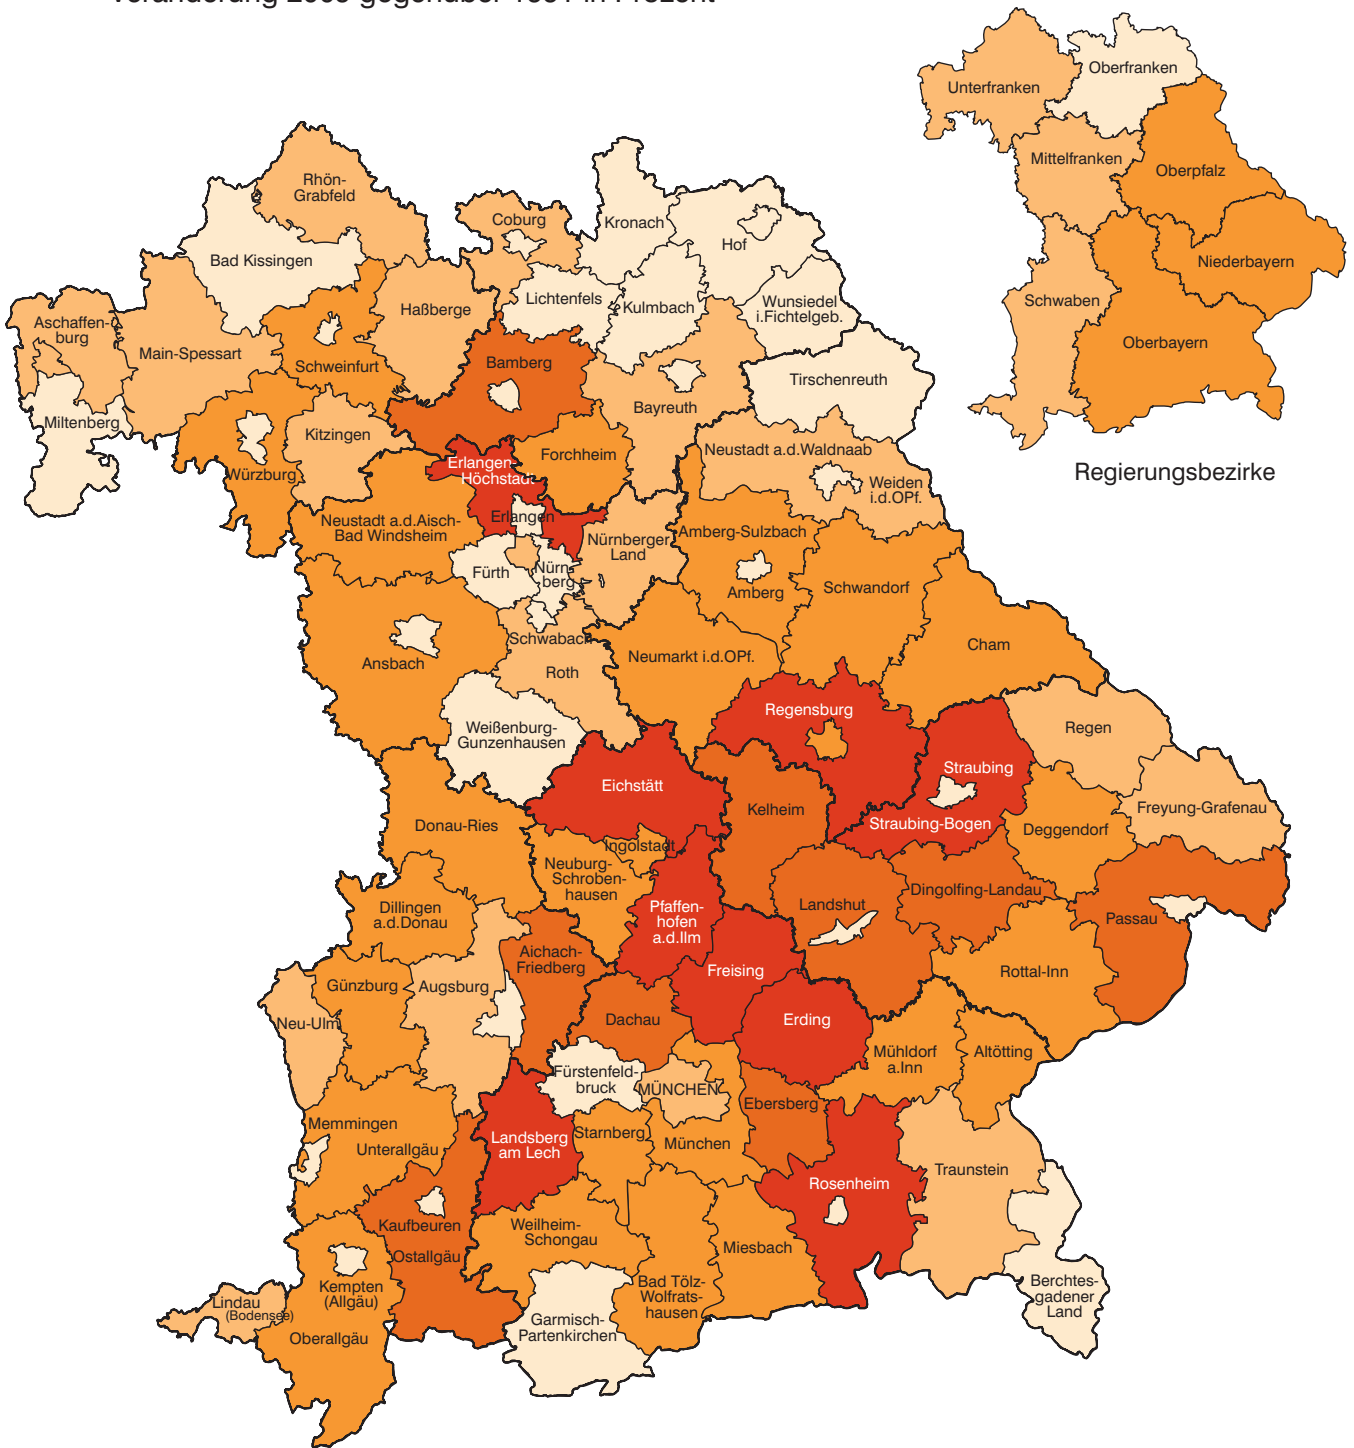 Veränderung 2009 gegenüber 1991 in Prozent
Oberfranken
Unterfranken
Mittelfranken
Oberpfalz
Niederbayern
Schwaben
Oberbayern
Regierungsbezirke
Rhön-
Grabfeld
Coburg
Kronach
Hof
Bad Kissingen
Lichtenfels
Kulmbach
Wunsiedel
i.Fichtelgeb.
Haßberge
Aschaffen-
burg
Main-Spessart
Schweinfurt
Bamberg
Tirschenreuth
Bayreuth
Miltenberg
Kitzingen
Würzburg
Forchheim
Neustadt a.d.Waldnaab
Weiden
i.d.OPf.
Erlangen-
Höchstadt
Erlangen
Neustadt a.d.Aisch-
Bad Windsheim
Nürnberger
Land
Amberg-Sulzbach
Fürth
Nürn-
berg
Amberg
Schwandorf
Schwabach
Roth
Ansbach
Neumarkt i.d.OPf.
Cham
Regensburg
Weißenburg-
Gunzenhausen
Regen
Straubing
Eichstätt
Kelheim
Freyung-Grafenau
Straubing-Bogen
Donau-Ries
Deggendorf
Ingolstadt
Neuburg-
Schroben-
hausen
Dingolfing-Landau
Landshut
Passau
Dillingen
a.d.Donau
Pfaffen-
hofen
a.d.Ilm
Aichach-
Friedberg
Freising
Rottal-Inn
Günzburg
Augsburg
Neu-Ulm
Dachau
Erding
Mühldorf
a.Inn
Altötting
Fürstenfeld-
bruck
MÜNCHEN
Ebersberg
Memmingen
Unterallgäu
Landsberg
am Lech
Starnberg
München
Traunstein
Rosenheim
Kaufbeuren
Ostallgäu
Weilheim-
Schongau
Miesbach
Kempten
(Allgäu)
Bad Tölz-
Wolfrats-
hausen
Berchtes-
gadener
Land
Lindau
(Bodensee)
Garmisch-
Partenkirchen
Oberallgäu